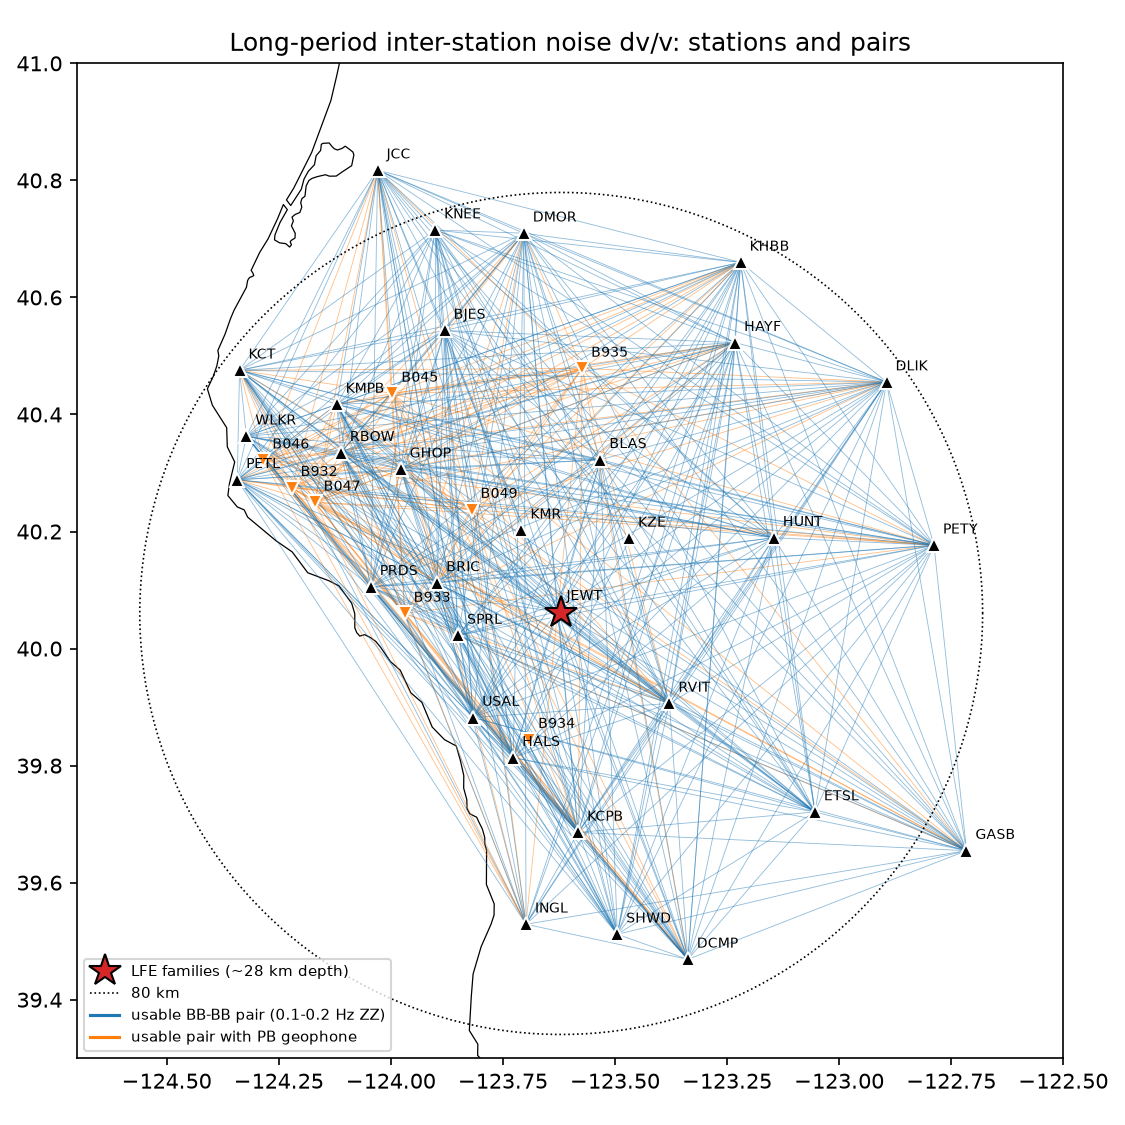 Long-period inter-station noise dv/v: stations and pairs
41.0
40.8
40.6
40.4
40.2
40.0
39.8
39.6
39.4
JCC
KNEE
DMOR
KHBB
BJES
HAYF
KCT
B935
DLIK
B045
KMPB
WLKR
RBOW
B046
GHOP
BLAS
PETL
B932
B047
B049
KMR
KZE
HUNT
PETY
PRDS
BRIC
B933
JEWT
SPRL
RVIT
USAL
B934
HALS
ETSL
KCPB
GASB
INGL
SHWD
DCMP
LFE families (~28 km depth)
80 km
usable BB-BB pair (0.1-0.2 Hz ZZ)
usable pair with PB geophone
−124.50 −124.25 −124.00 −123.75 −123.50 −123.25 −123.00 −122.75 −122.50